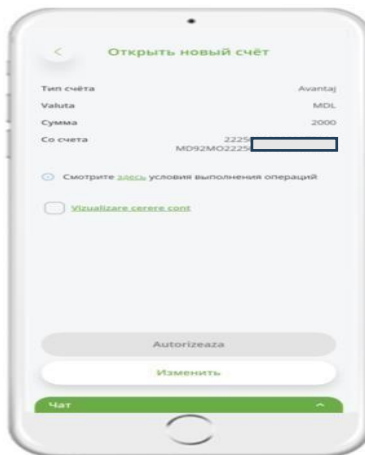 Открыть новый счёт
Тип счёта Avantaj
Valuta MDL
Сумма 2000
Со счета 2225
MD92MO2225
Смотрите здесь условия выполнения операций
Vizualizare cerere cont
Autorizeaza
Изменить
Чат